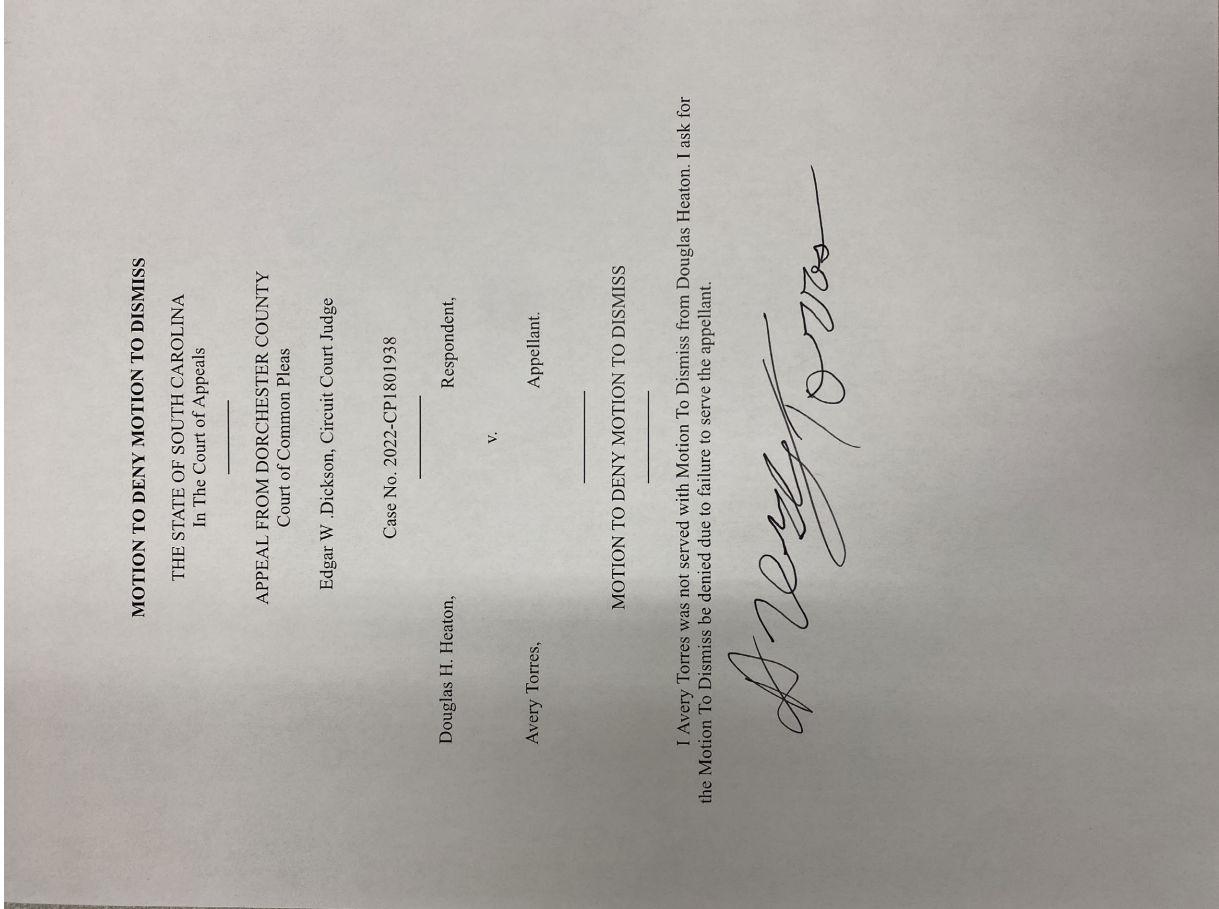 MOTION TO DENY MOTION TO DISMISS
THE STATE OF SOUTH CAROLINA
In The Court of Appeals
APPEAL FROM DORCHESTER COUNTY
Court of Common Pleas
Edgar W .Dickson, Circuit Court Judge
Case No. 2022-CP1801938
Douglas H. Heaton, Respondent,
v.
Avery Torres, Appellant.
MOTION TO DENY MOTION TO DISMISS
I Avery Torres was not served with Motion To Dismiss from Douglas Heaton. I ask for
the Motion To Dismiss be denied due to failure to serve the appellant.
Avery Torres